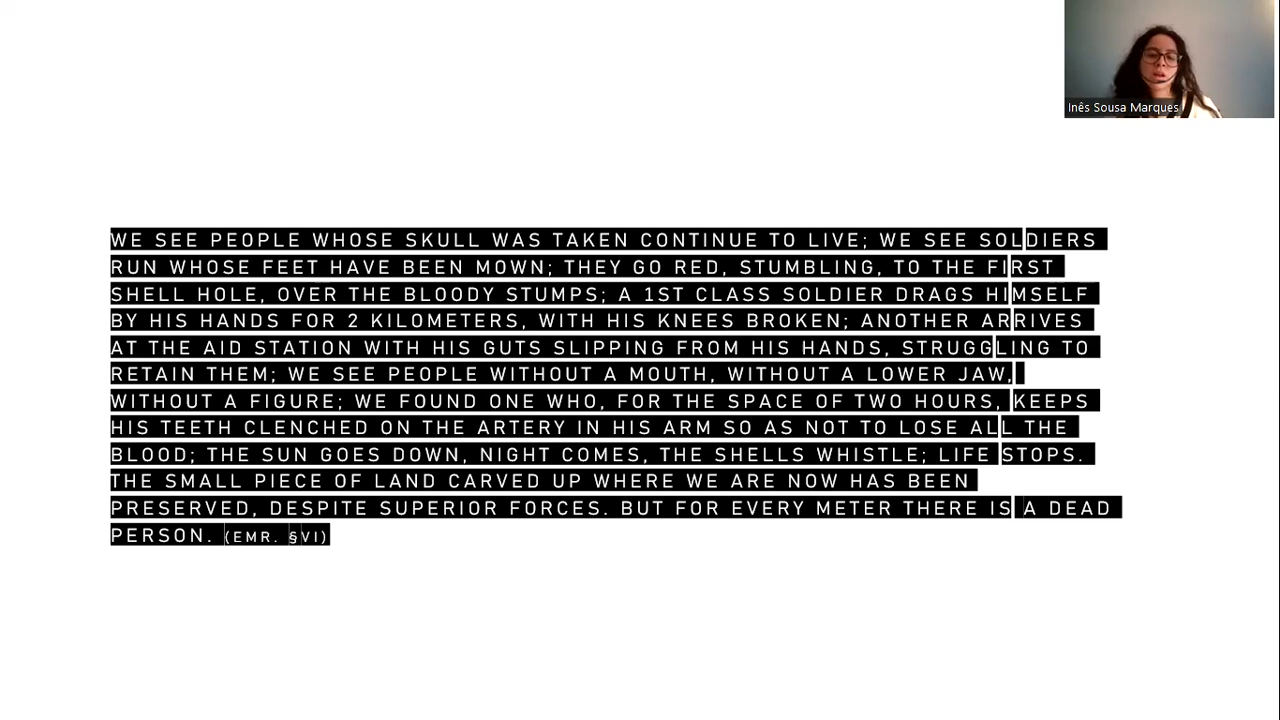 Inês Sousa Marques
WE SEE PEOPLE WHOSE SKULL WAS TAKEN CONTINUE TO LIVE; WE SEE SOLDIERS
RUN WHOSE FEET HAVE BEEN MOWN; THEY GO RED, STUMBLING, TO THE FIRST
SHELL HOLE, OVER THE BLOODY STUMPS; A 1ST CLASS SOLDIER DRAGS HIMSELF
BY HIS HANDS FOR 2 KILOMETERS, WITH HIS KNEES BROKEN; ANOTHER ARRIVES
AT THE AID STATION WITH HIS GUTS SLIPPING FROM HIS HANDS, STRUGGLING TO
RETAIN THEM; WE SEE PEOPLE WITHOUT A MOUTH, WITHOUT A LOWER JAW,
WITHOUT A FIGURE; WE FOUND ONE WHO, FOR THE SPACE OF TWO HOURS, KEEPS
HIS TEETH CLENCHED ON THE ARTERY IN HIS ARM SO AS NOT TO LOSE ALL THE
BLOOD; THE SUN GOES DOWN, NIGHT COMES, THE SHELLS WHISTLE; LIFE STOPS.
THE SMALL PIECE OF LAND CARVED UP WHERE WE ARE NOW HAS BEEN
PRESERVED, DESPITE SUPERIOR FORCES. BUT FOR EVERY METER THERE IS A DEAD
PERSON. (EMR. §VI)